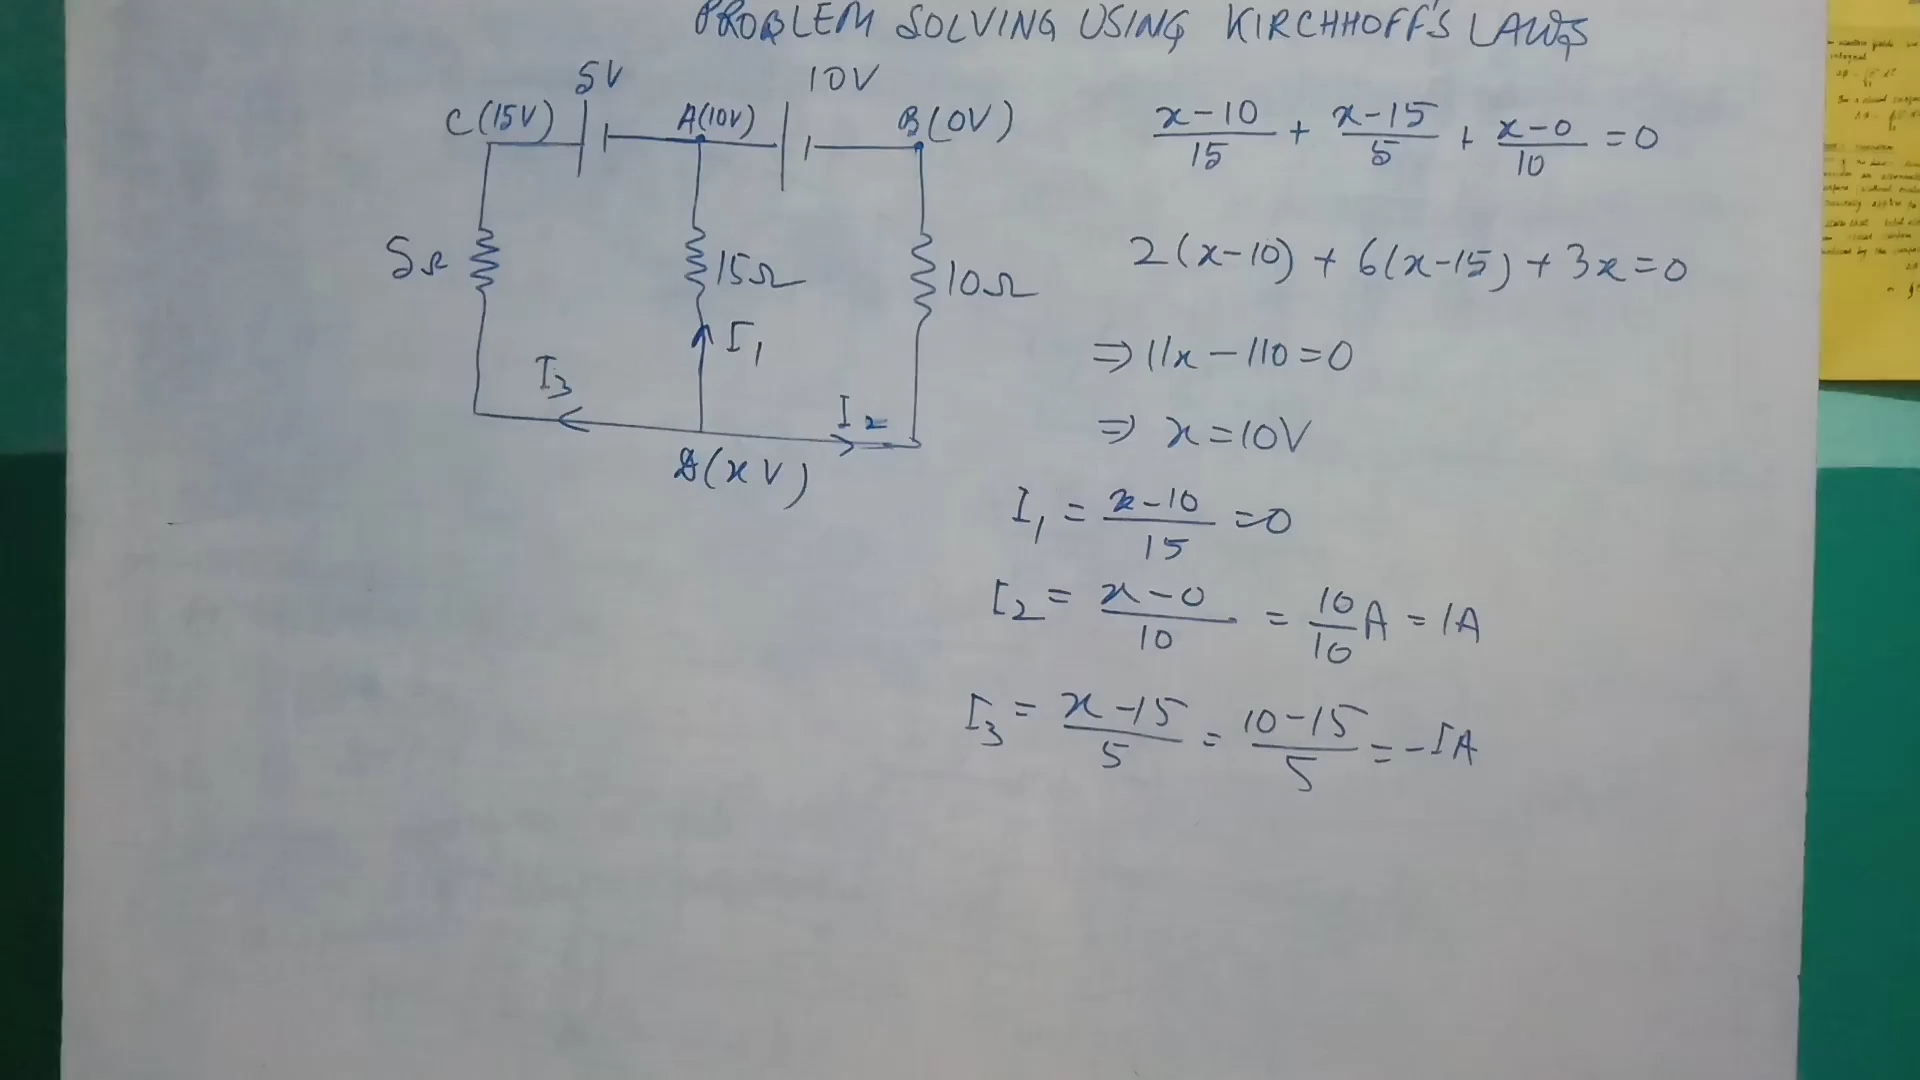 PROBLEM SOLVING USING KIRCHHOFF'S LAWS
5V
10V
C(15V)
A(10V)
B(0V)
5Ω
15Ω
10Ω
I₁
I₃
I₂
D(xV)
(x-10)/15 + (x-15)/5 + (x-0)/10 = 0
2(x-10) + 6(x-15) + 3x = 0
⇒ 11x - 110 = 0
⇒ x = 10V
I₁ = (x-10)/15 = 0
I₂ = (x-0)/10 = 10/10 A = 1A
I₃ = (x-15)/5 = (10-15)/5 = -1A